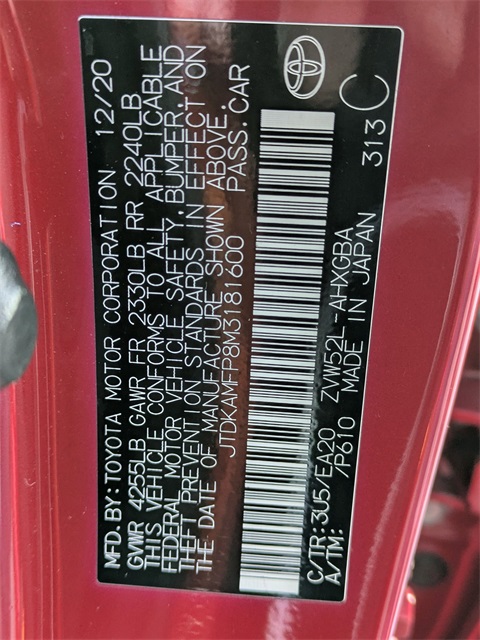 MFD. BY: TOYOTA MOTOR CORPORATION 12/20
GVWR 4255LB GAWR FR 2330LB RR 2240LB
THIS VEHICLE CONFORMS TO ALL APPLICABLE
FEDERAL MOTOR VEHICLE SAFETY, BUMPER, AND
THEFT PREVENTION STANDARDS IN EFFECT ON
THE DATE OF MANUFACTURE SHOWN ABOVE.
JTDKAMFP8M3181600 PASS. CAR
C/TR: 3U5/EA20 ZVW52L-AHXGBA
A/TM: /P610 MADE IN JAPAN 313 C